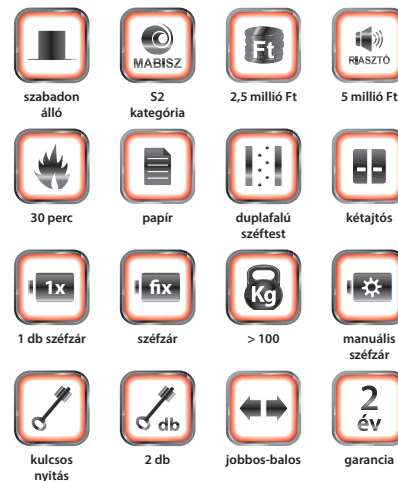 MABISZ
Ft
RIASZTÓ
szabadon
álló
S2
kategória
2,5 millió Ft
5 millió Ft
30 perc
papír
duplafalú
széftest
kétajtós
1x
fix
Kg
1 db széfzár
széfzár
> 100
manuális
széfzár
db
2
év
kulcsos
nyitás
2 db
jobbos-balos
garancia